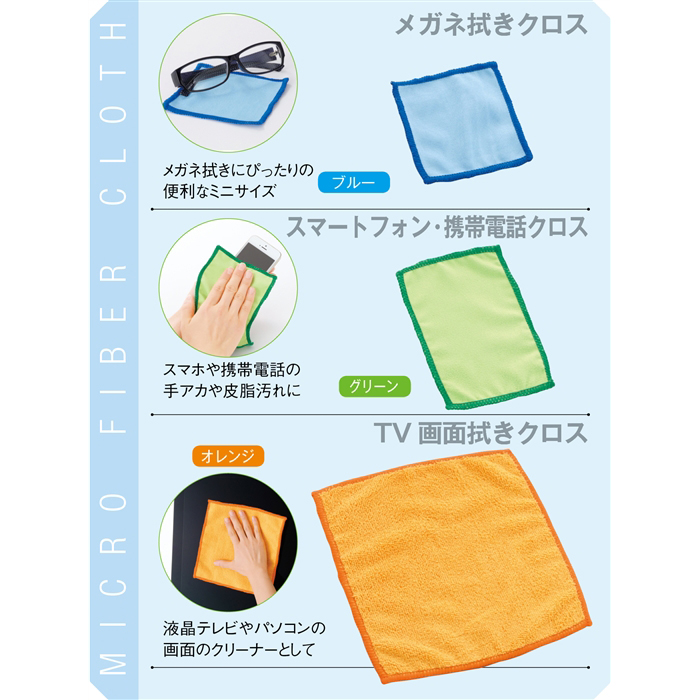 MICRO FIBER CLOTH
メガネ拭きクロス
メガネ拭きにぴったりの
便利なミニサイズ
ブルー
スマートフォン・携帯電話クロス
スマホや携帯電話の
手アカや皮脂汚れに
グリーン
TV 画面拭きクロス
オレンジ
液晶テレビやパソコンの
画面のクリーナーとして